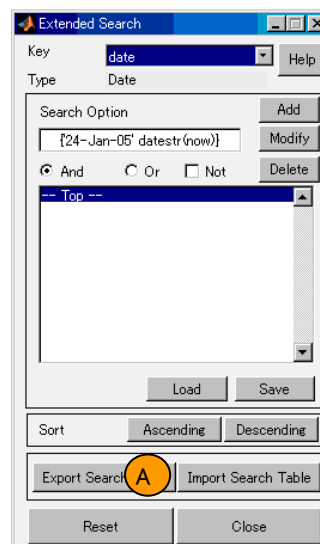 Extended Search
Key date Help
Type Date
Search Option Add
{'24-Jan-05' datestr(now)} Modify
And Or Not Delete
-- Top --
Load Save
Sort Ascending Descending
Export Search A Import Search Table
Reset Close